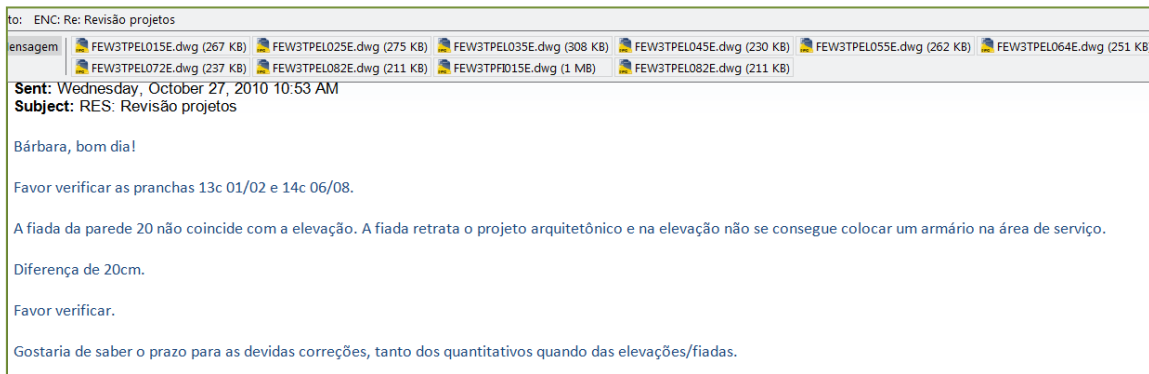 to: ENC: Re: Revisão projetos
ensagem FEW3TPEL015E.dwg (267 KB) FEW3TPEL025E.dwg (275 KB) FEW3TPEL035E.dwg (308 KB) FEW3TPEL045E.dwg (230 KB) FEW3TPEL055E.dwg (262 KB) FEW3TPEL064E.dwg (251 KB
FEW3TPEL072E.dwg (237 KB) FEW3TPEL082E.dwg (211 KB) FEW3TPFI015E.dwg (1 MB) FEW3TPEL082E.dwg (211 KB)
Sent: Wednesday, October 27, 2010 10:53 AM
Subject: RES: Revisão projetos
Bárbara, bom dia!
Favor verificar as pranchas 13c 01/02 e 14c 06/08.
A fiada da parede 20 não coincide com a elevação. A fiada retrata o projeto arquitetônico e na elevação não se consegue colocar um armário na área de serviço.
Diferença de 20cm.
Favor verificar.
Gostaria de saber o prazo para as devidas correções, tanto dos quantitativos quando das elevações/fiadas.